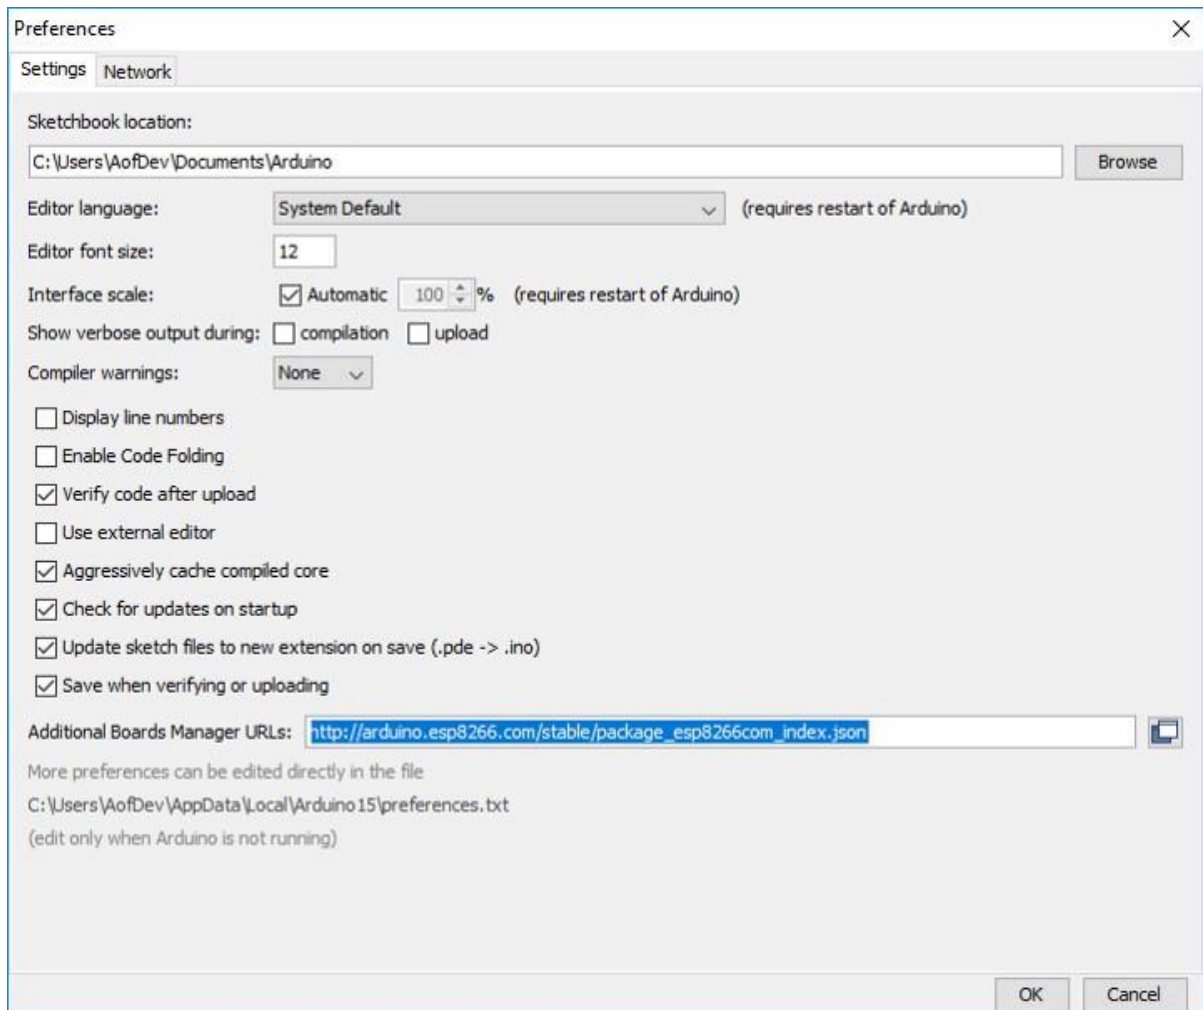 Preferences
Settings Network
Sketchbook location:
C:\Users\AofDev\Documents\Arduino Browse
Editor language: System Default (requires restart of Arduino)
Editor font size: 12
Interface scale: Automatic 100 % (requires restart of Arduino)
Show verbose output during: compilation upload
Compiler warnings: None
Display line numbers
Enable Code Folding
Verify code after upload
Use external editor
Aggressively cache compiled core
Check for updates on startup
Update sketch files to new extension on save (.pde -> .ino)
Save when verifying or uploading
Additional Boards Manager URLs: http://arduino.esp8266.com/stable/package_esp8266com_index.json
More preferences can be edited directly in the file
C:\Users\AofDev\AppData\Local\Arduino15\preferences.txt
(edit only when Arduino is not running)
OK Cancel